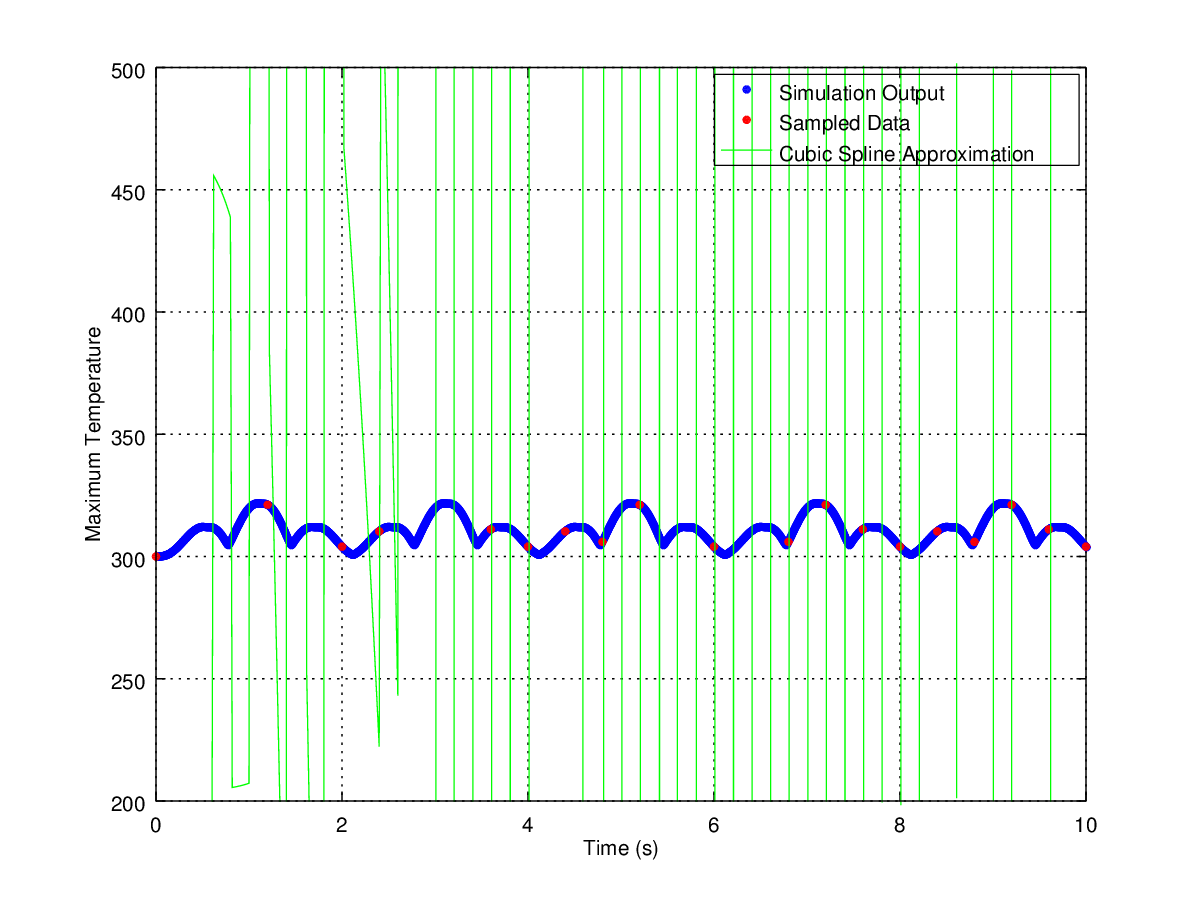 500
450
400
350
300
250
200
0
2
4
6
8
10
Maximum Temperature
Time (s)
Simulation Output
Sampled Data
Cubic Spline Approximation